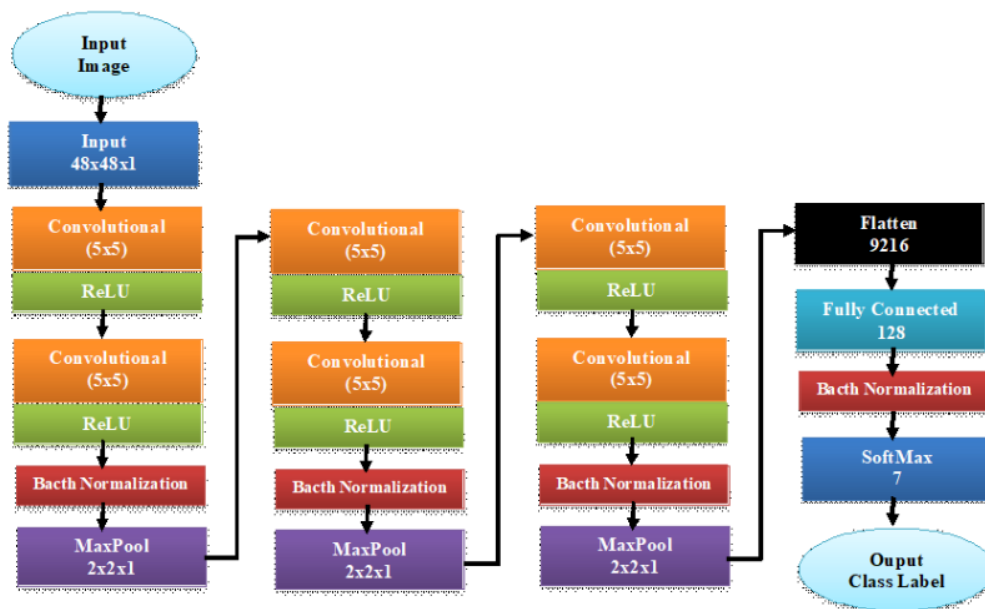 Input
Image
Input
48x48x1
Convolutional
(5x5)
ReLU
Convolutional
(5x5)
ReLU
Bacth Normalization
MaxPool
2x2x1
Convolutional
(5x5)
ReLU
Convolutional
(5x5)
ReLU
Bacth Normalization
MaxPool
2x2x1
Convolutional
(5x5)
ReLU
Convolutional
(5x5)
ReLU
Bacth Normalization
MaxPool
2x2x1
Flatten
9216
Fully Connected
128
Bacth Normalization
SoftMax
7
Ouput
Class Label